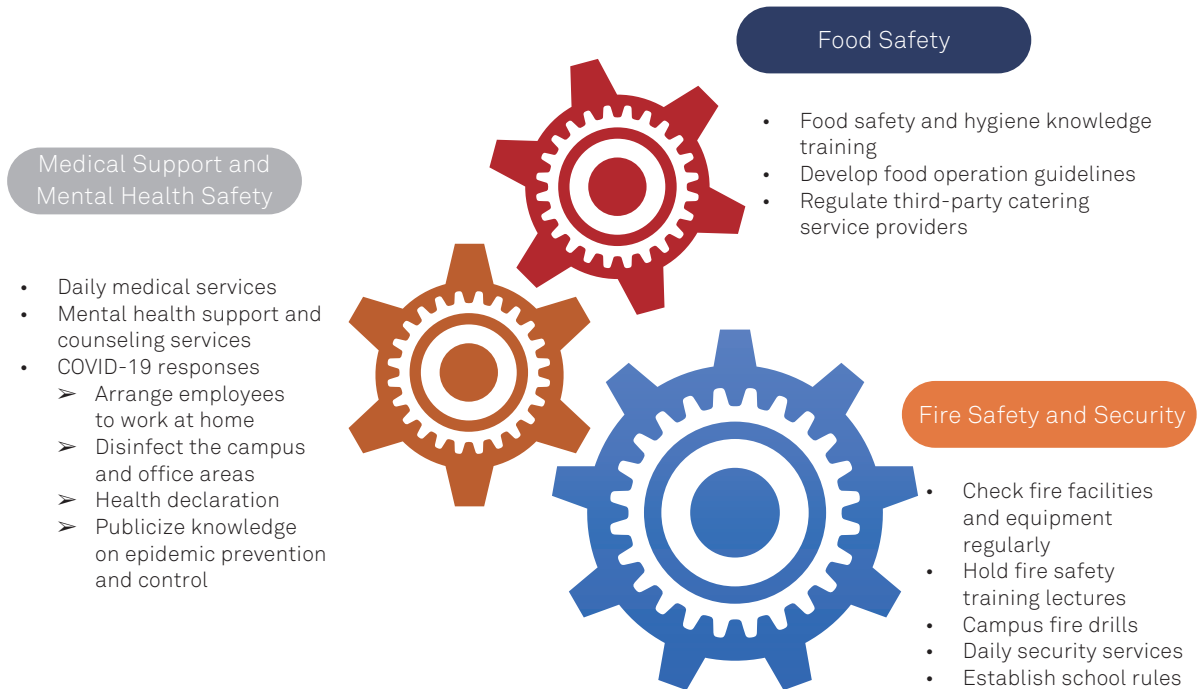 Food Safety
• Food safety and hygiene knowledge
training
• Develop food operation guidelines
• Regulate third-party catering
service providers
Medical Support and
Mental Health Safety
• Daily medical services
• Mental health support and
counseling services
• COVID-19 responses
➢ Arrange employees
to work at home
➢ Disinfect the campus
and office areas
➢ Health declaration
➢ Publicize knowledge
on epidemic prevention
and control
Fire Safety and Security
• Check fire facilities
and equipment
regularly
• Hold fire safety
training lectures
• Campus fire drills
• Daily security services
• Establish school rules